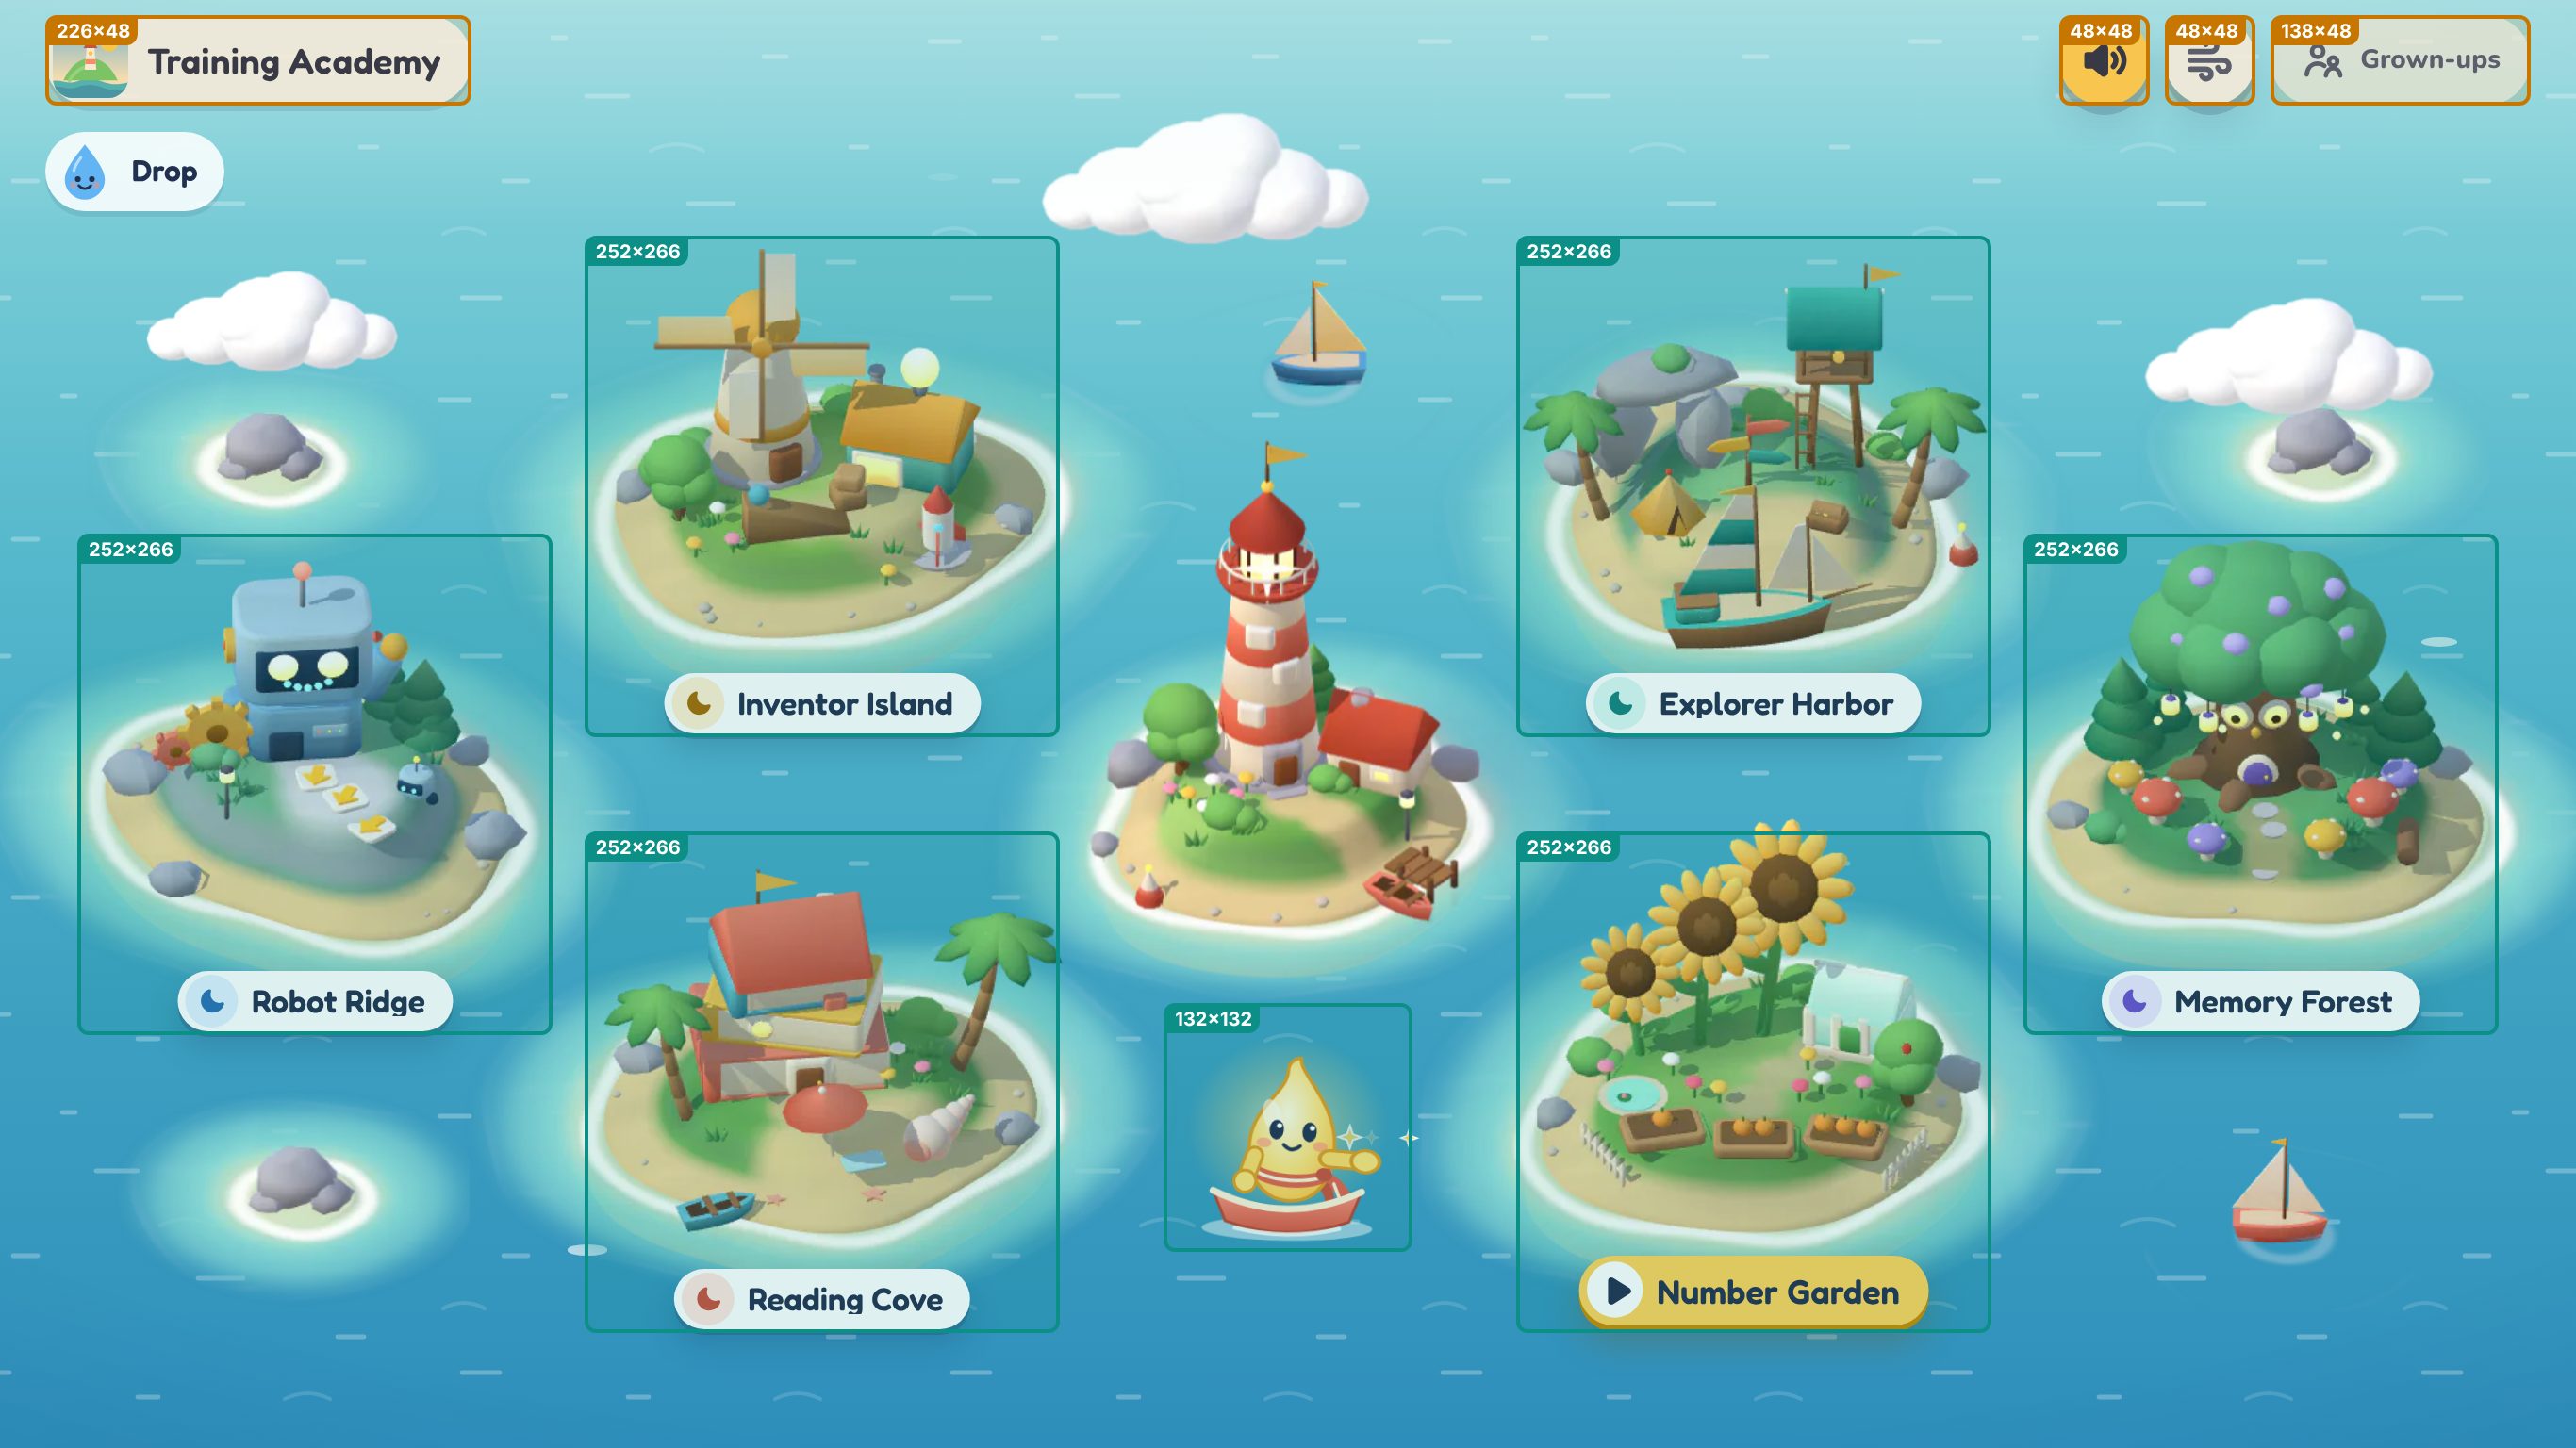 226×48
Training Academy
48×48
48×48
138×48
Grown-ups
Drop
252×266
Inventor Island
252×266
Explorer Harbor
252×266
Robot Ridge
252×266
Memory Forest
252×266
Reading Cove
132×132
252×266
Number Garden